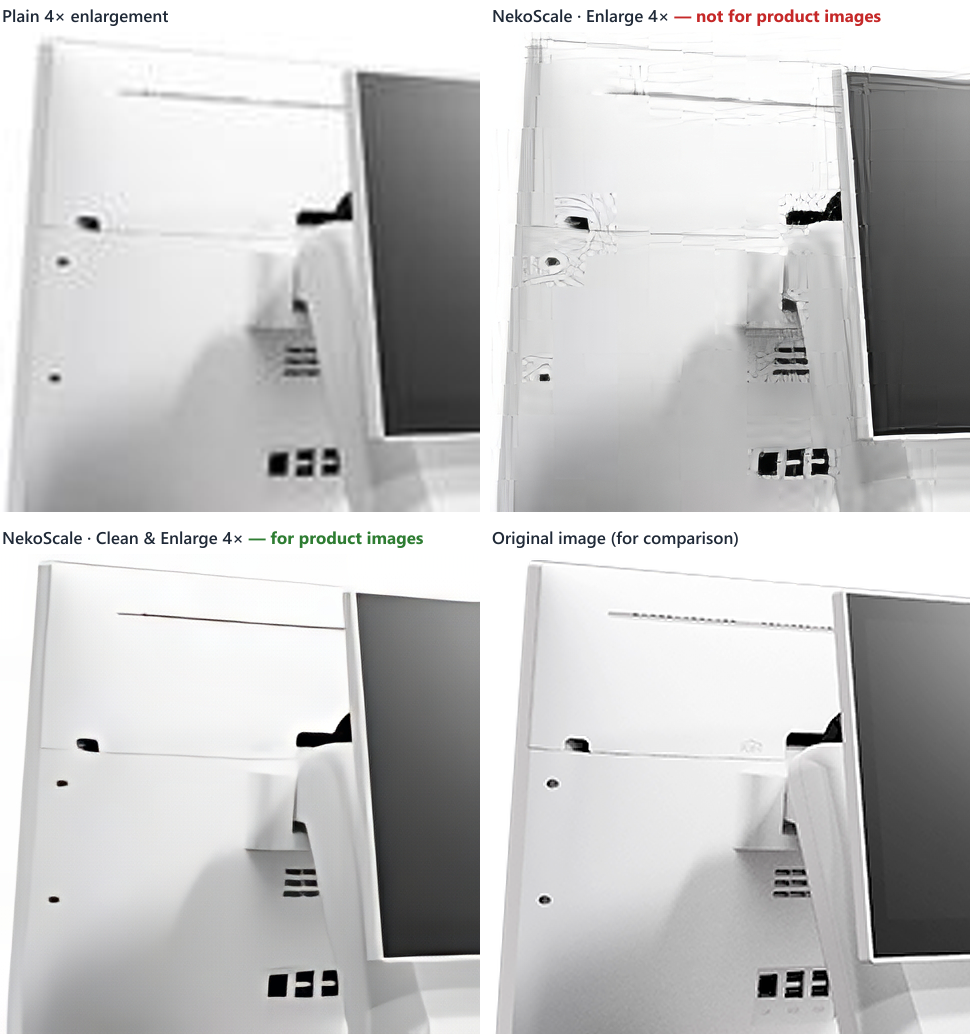 Plain 4× enlargement
NekoScale · Enlarge 4× — not for product images
NekoScale · Clean & Enlarge 4× — for product images
Original image (for comparison)